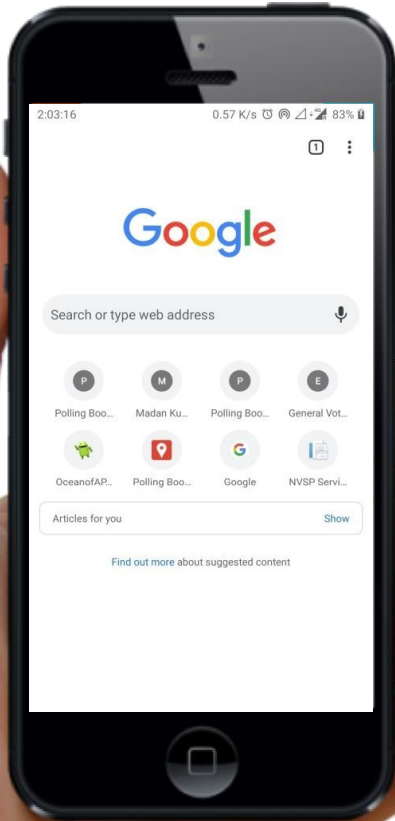 2:03:16 0.57 K/s 4G 83%
1
Google
Search or type web address
P M P E
Polling Boo... Madan Ku... Polling Boo... General Vot...
G
OceanofAP... Polling Boo... Google NVSP Servi...
Articles for you Show
Find out more about suggested content